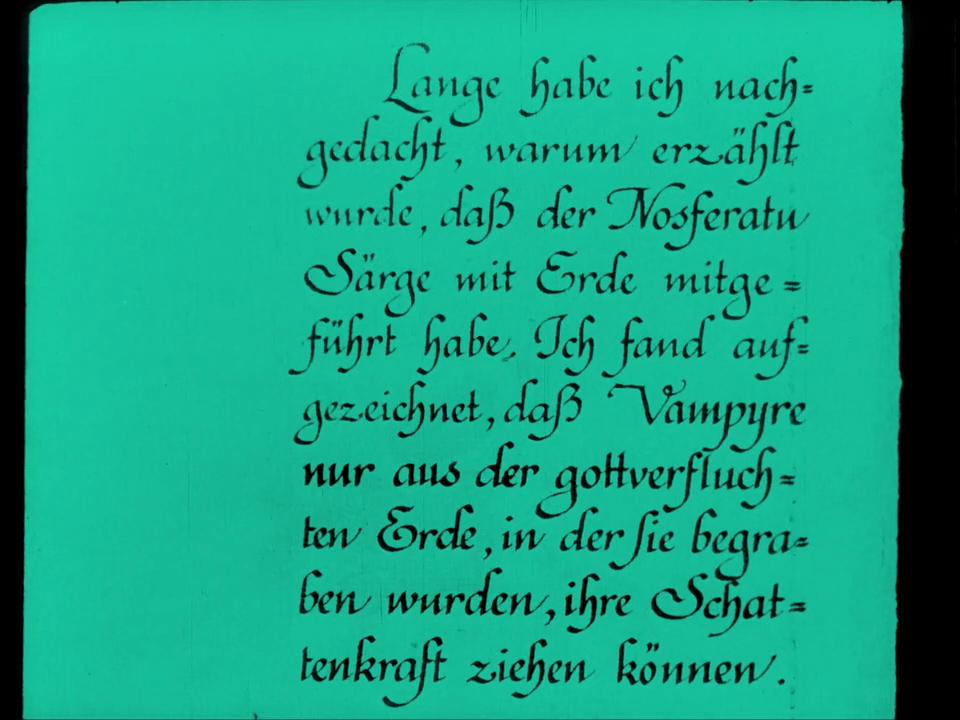 Lange habe ich nach=
gedacht, warum erzählt
wurde, daß der Nosferatu
Särge mit Erde mitge=
führt habe. Ich fand auf=
gezeichnet, daß Vampyre
nur aus der gottverfluch=
ten Erde, in der sie begra=
ben wurden, ihre Schat=
tenkraft ziehen können.